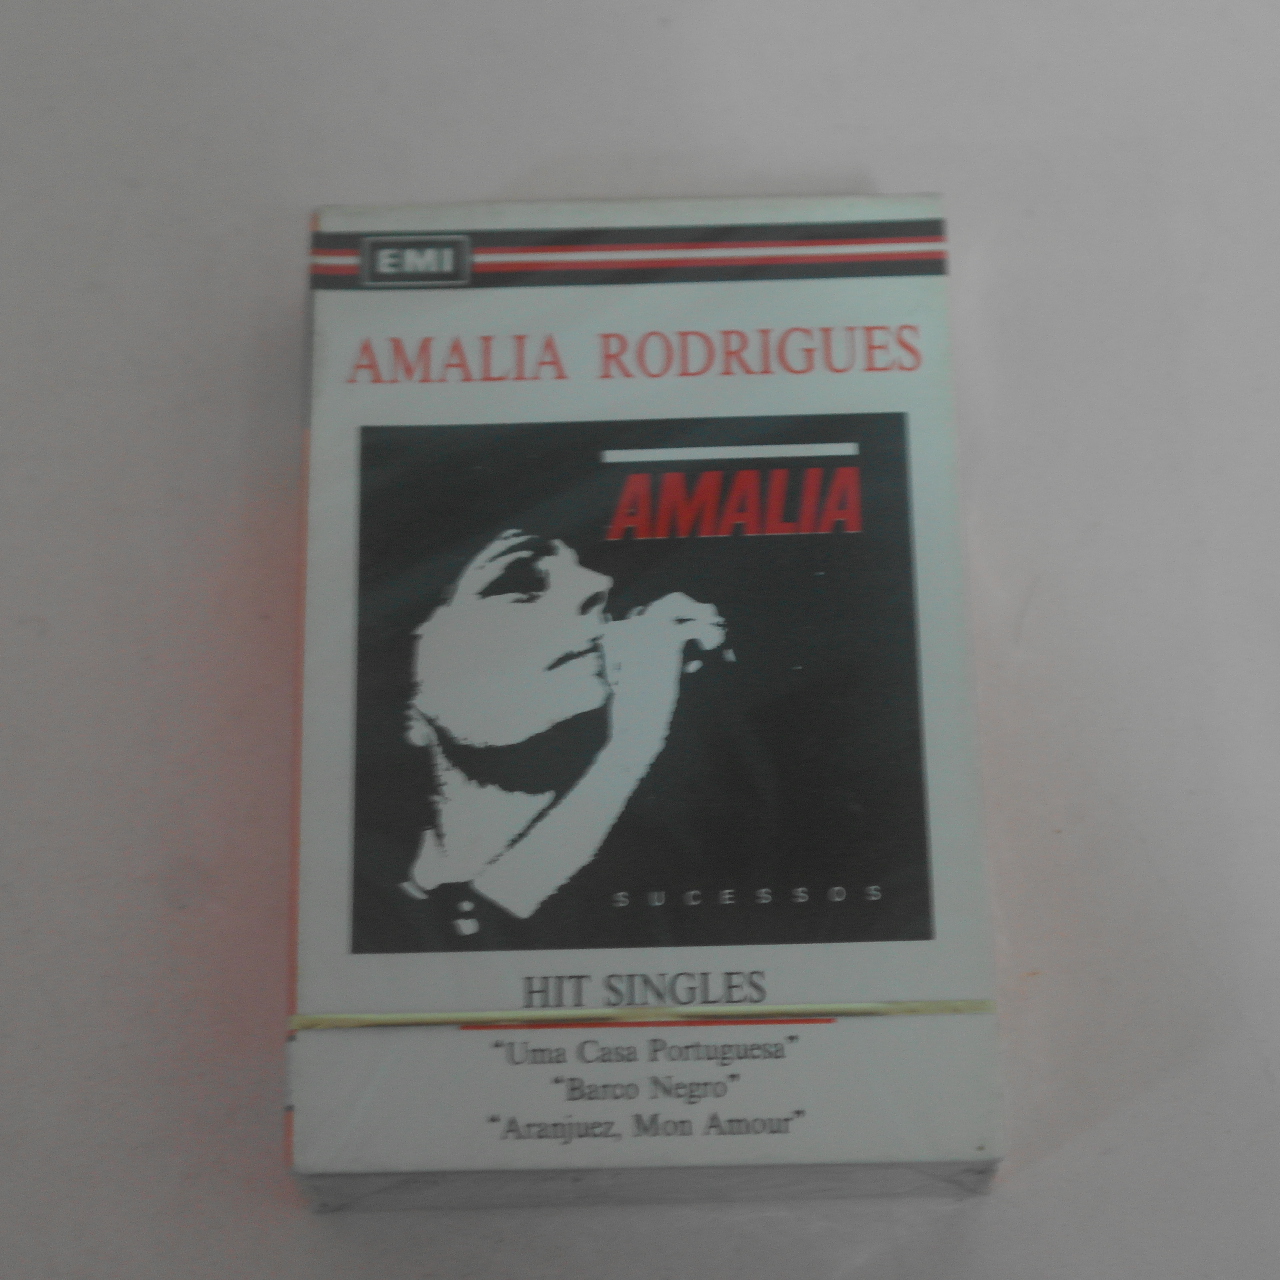 EMI
AMALIA RODRIGUES
AMALIA
SUCESSOS
HIT SINGLES
“Uma Casa Portuguesa”
“Barco Negro”
“Aranjuez, Mon Amour”